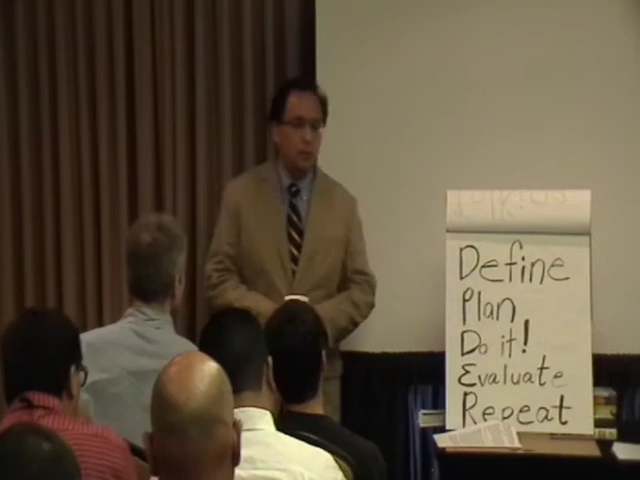 Define
Plan
Do it!
Evaluate
Repeat